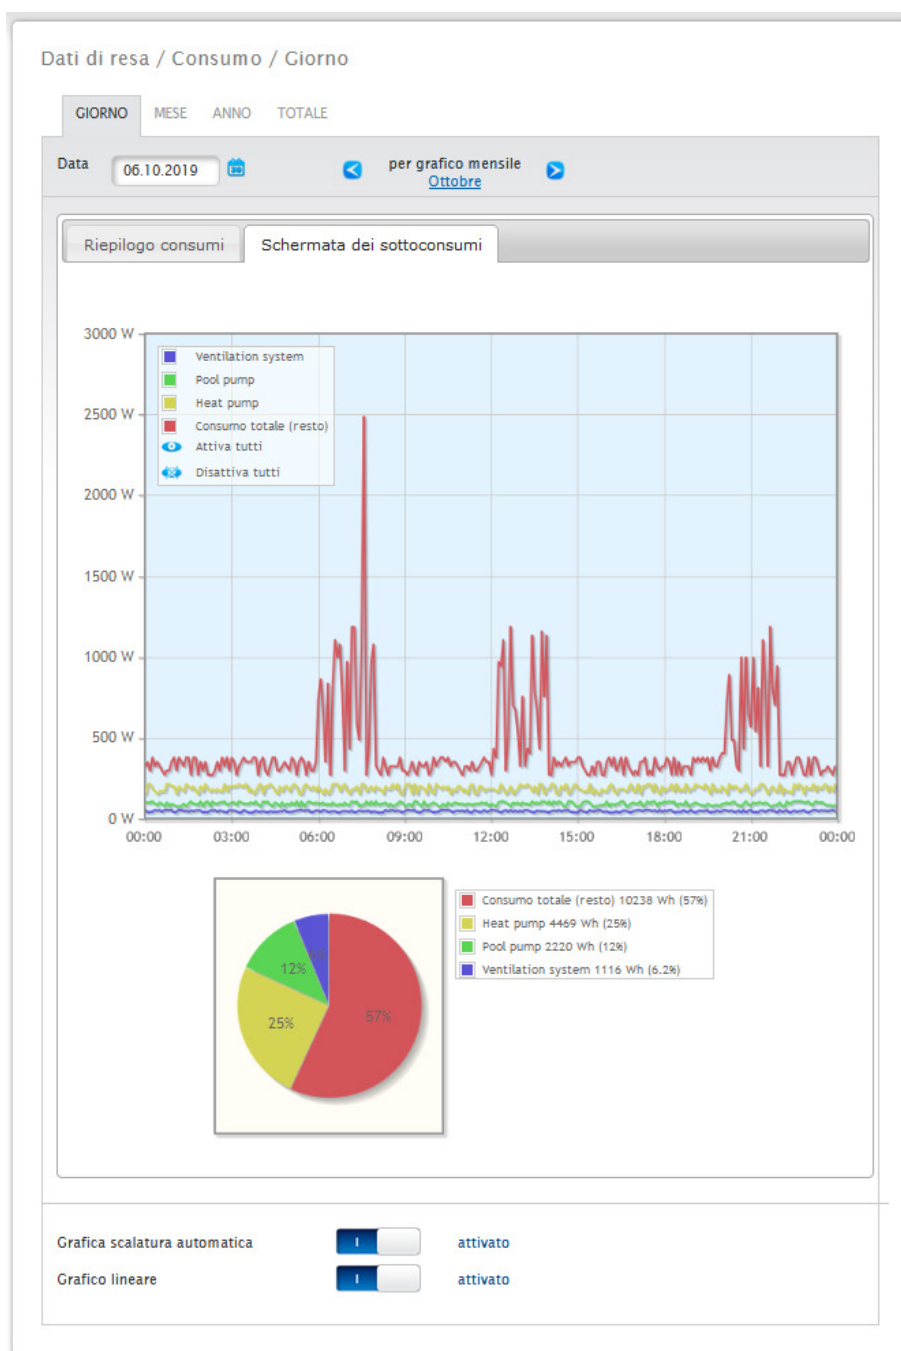 Dati di resa / Consumo / Giorno
GIORNO MESE ANNO TOTALE
Data 06.10.2019 per grafico mensile
Ottobre
Riepilogo consumi Schermata dei sottoconsumi
3000 W
2500 W
2000 W
1500 W
1000 W
500 W
0 W
Ventilation system
Pool pump
Heat pump
Consumo totale (resto)
Attiva tutti
Disattiva tutti
00:00 03:00 06:00 09:00 12:00 15:00 18:00 21:00 00:00
12%
25%
57%
Consumo totale (resto) 10238 Wh (57%)
Heat pump 4469 Wh (25%)
Pool pump 2220 Wh (12%)
Ventilation system 1116 Wh (6.2%)
Grafica scalatura automatica I attivato
Grafico lineare I attivato